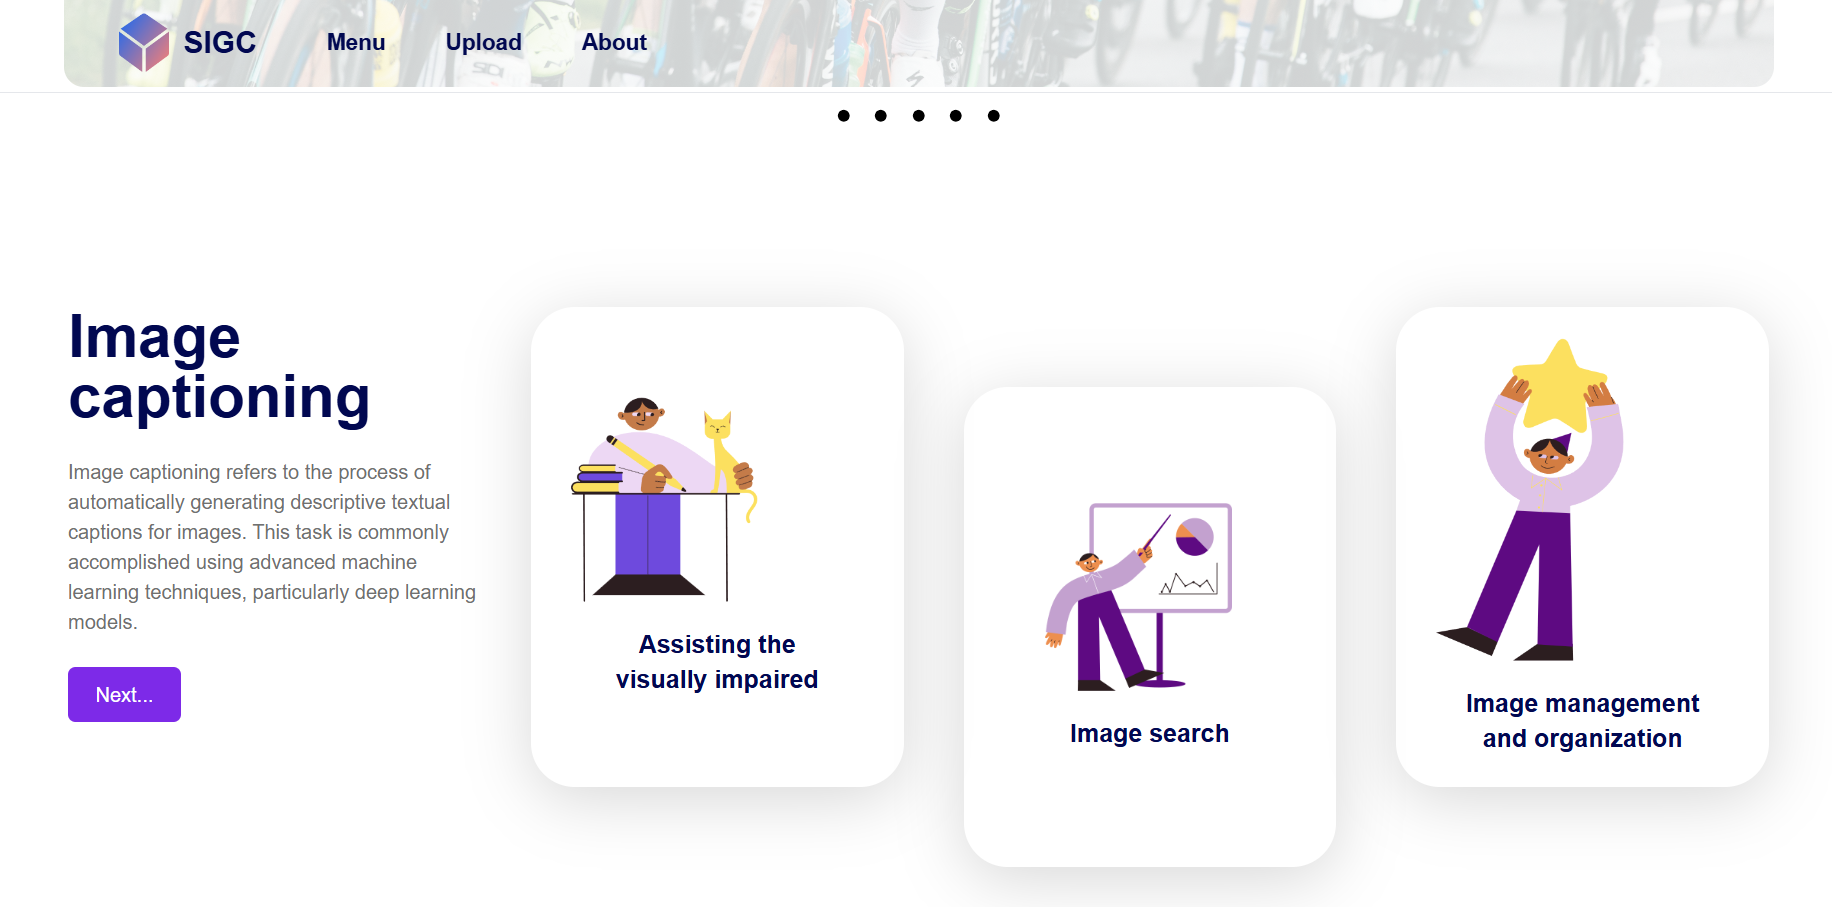 SIGC
Menu
Upload
About
Image
captioning
Image captioning refers to the process of
automatically generating descriptive textual
captions for images. This task is commonly
accomplished using advanced machine
learning techniques, particularly deep learning
models.
Next...
Assisting the
visually impaired
Image search
Image management
and organization